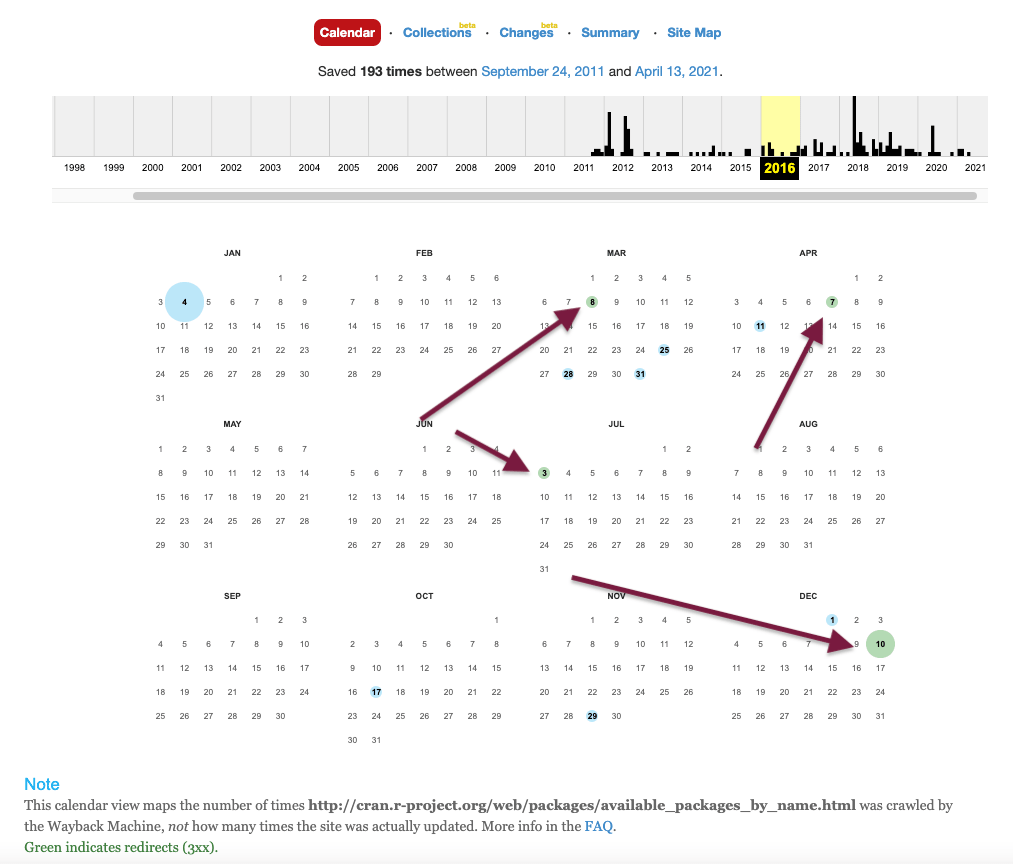 Calendar · Collections beta · Changes beta · Summary · Site Map
Saved 193 times between September 24, 2011 and April 13, 2021.
1998 1999 2000 2001 2002 2003 2004 2005 2006 2007 2008 2009 2010 2011 2012 2013 2014 2015 2016 2017 2018 2019 2020 2021
JAN
1 2
3 4 5 6 7 8 9
10 11 12 13 14 15 16
17 18 19 20 21 22 23
24 25 26 27 28 29 30
31
FEB
1 2 3 4 5 6
7 8 9 10 11 12 13
14 15 16 17 18 19 20
21 22 23 24 25 26 27
28 29
MAR
1 2 3 4 5
6 7 8 9 10 11 12
13 15 16 17 18 19
20 21 22 23 24 25 26
27 28 29 30 31
APR
1 2
3 4 5 6 7 8 9
10 11 12 13 14 15 16
17 18 19 21 22 23
24 25 26 27 28 29 30
MAY
1 2 3 4 5 6 7
8 9 10 11 12 13 14
15 16 17 18 19 20 21
22 23 24 25 26 27 28
29 30 31
JUN
1 2 3 4
5 6 7 8 9 10 11
12 13 14 15 16 17 18
19 20 21 22 23 24 25
26 27 28 29 30
JUL
1 2
3 4 5 6 7 8 9
10 11 12 13 14 15 16
17 18 19 20 21 22 23
24 25 26 27 28 29 30
31
AUG
1 2 3 4 5 6
7 8 9 10 11 12 13
14 15 16 17 18 19 20
21 22 23 24 25 26 27
28 29 30 31
SEP
1 2 3
4 5 6 7 8 9 10
11 12 13 14 15 16 17
18 19 20 21 22 23 24
25 26 27 28 29 30
OCT
1
2 3 4 5 6 7 8
9 10 11 12 13 14 15
16 17 18 19 20 21 22
23 24 25 26 27 28 29
30 31
NOV
1 2 3 4 5
6 7 8 9 10 11 12
13 14 15 16 17 18 19
20 21 22 23 24 25 26
27 28 29 30
DEC
1 2 3
4 5 6 7 9 10
11 12 13 14 15 16 17
18 19 20 21 22 23 24
25 26 27 28 29 30 31
Note
This calendar view maps the number of times http://cran.r-project.org/web/packages/available_packages_by_name.html was crawled by
the Wayback Machine, not how many times the site was actually updated. More info in the FAQ.
Green indicates redirects (3xx).